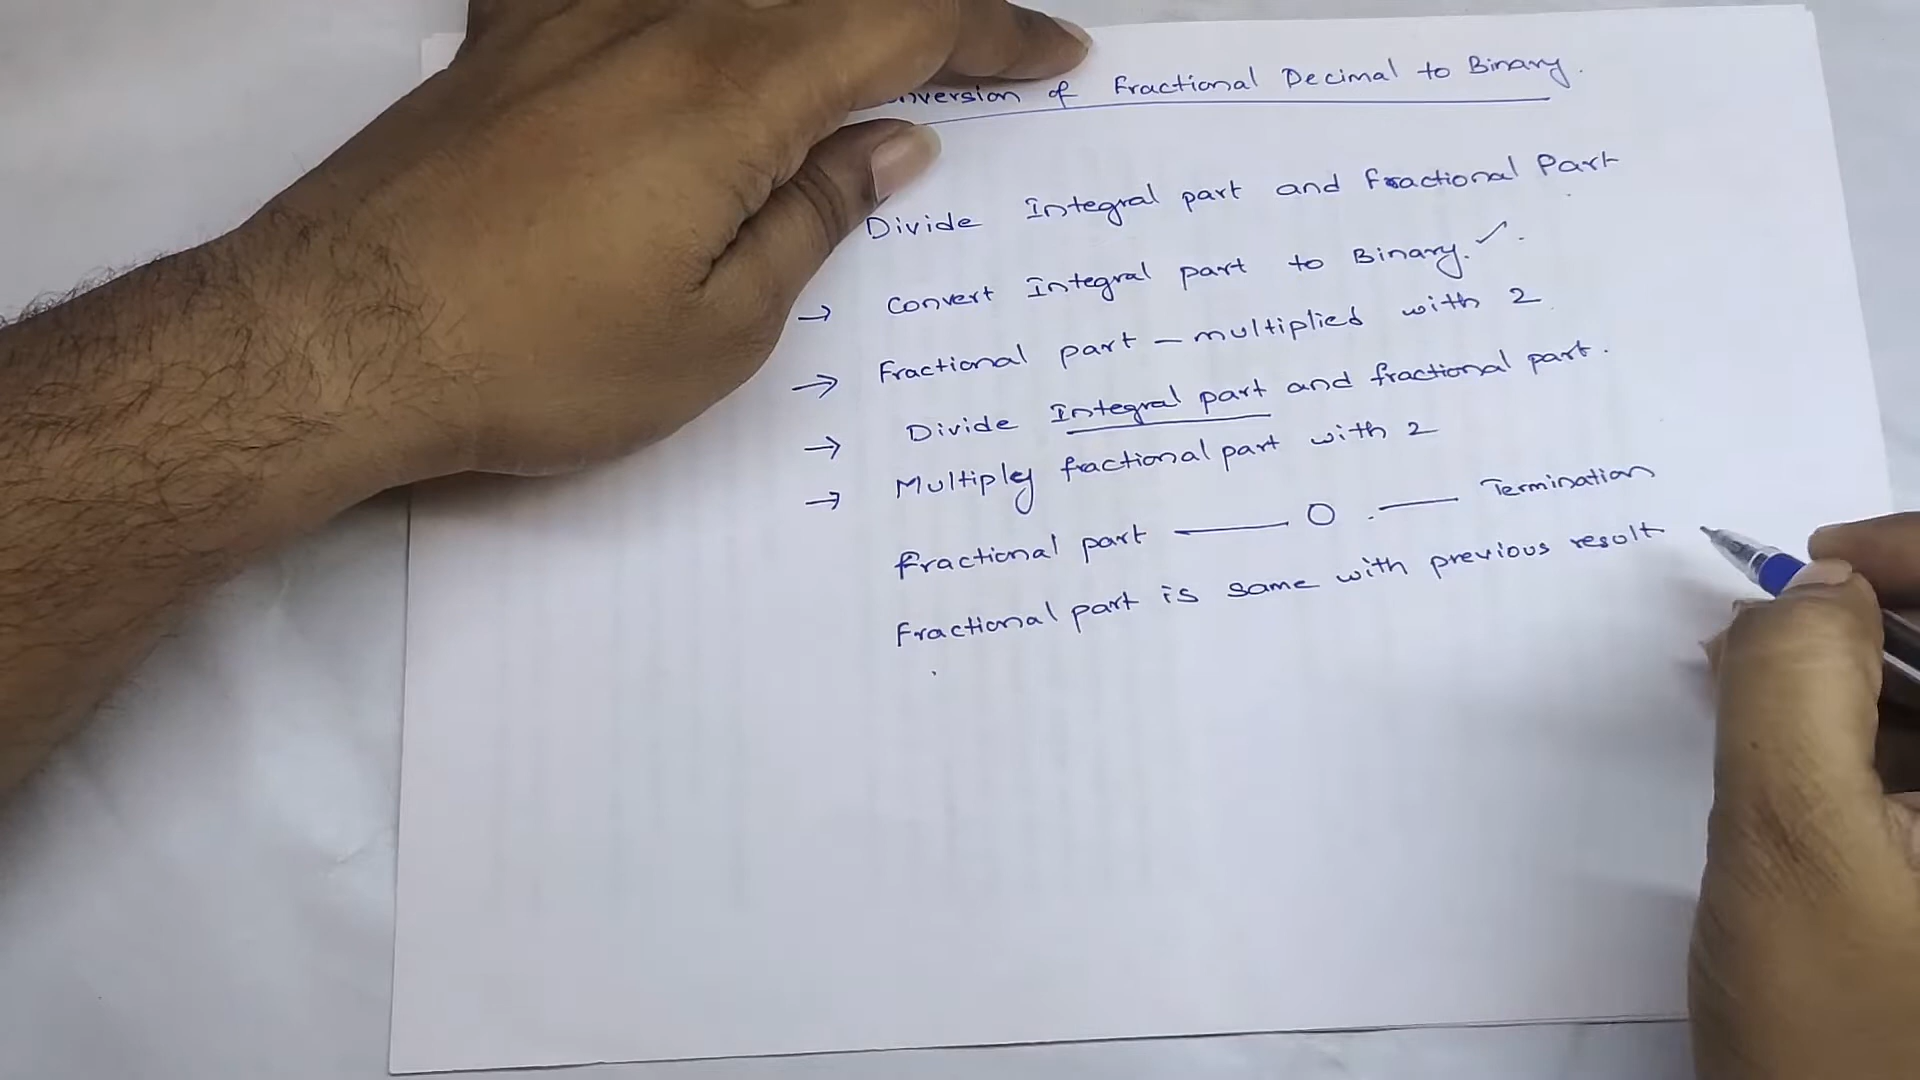 of Fractional Decimal to Binary.
Divide Integral part and Fractional Part
→ Convert Integral part to Binary. ✓.
→ Fractional part – multiplied with 2
→ Divide Integral part and fractional part.
→ Multiply fractional part with 2
Fractional part — 0 . — Termination
Fractional part is same with previous result